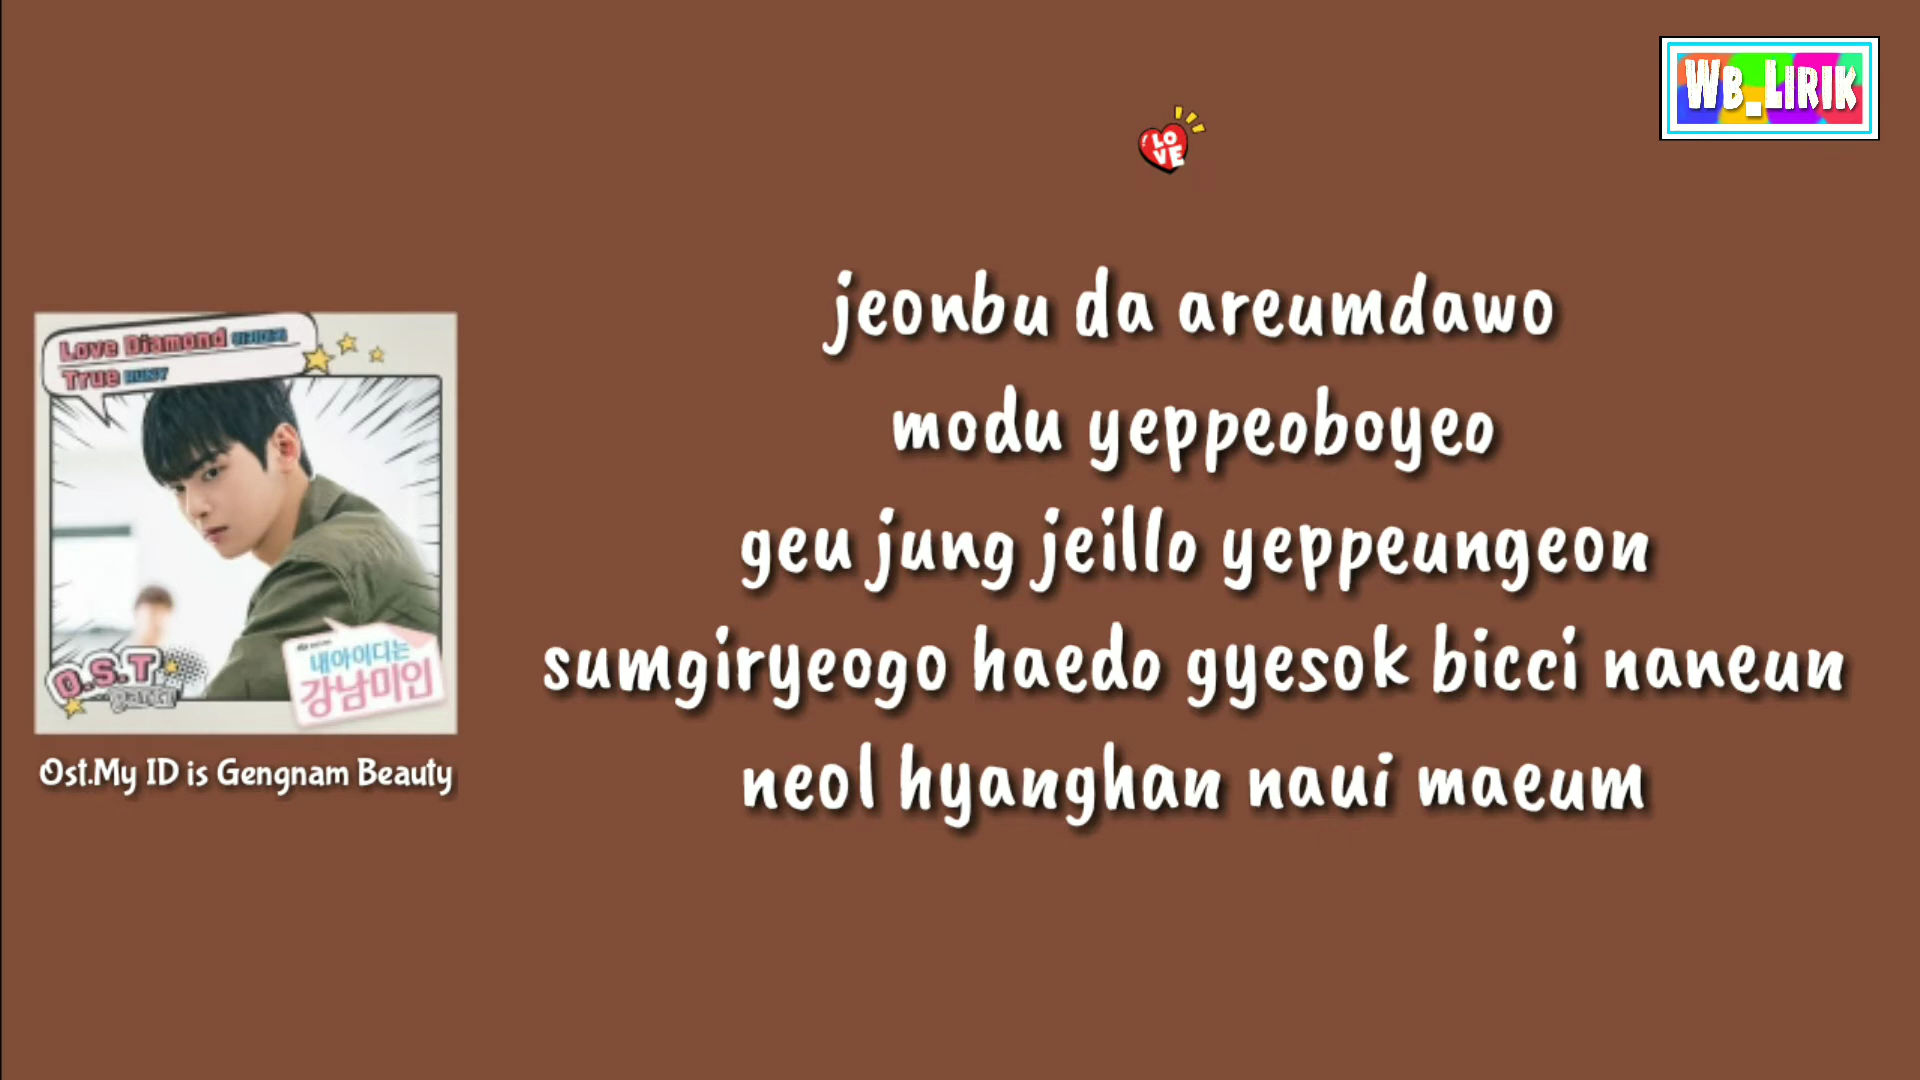 Wb_Lirik
LOVE
jeonbu da areumdawo
modu yeppeoboyeo
geu jung jeillo yeppeungeon
sumgiryeogo haedo gyesok bicci naneun
neol hyanghan naui maeum
Love Diamond
True
O.S.T
내아이디는
강남미인
Ost.My ID is Gengnam Beauty